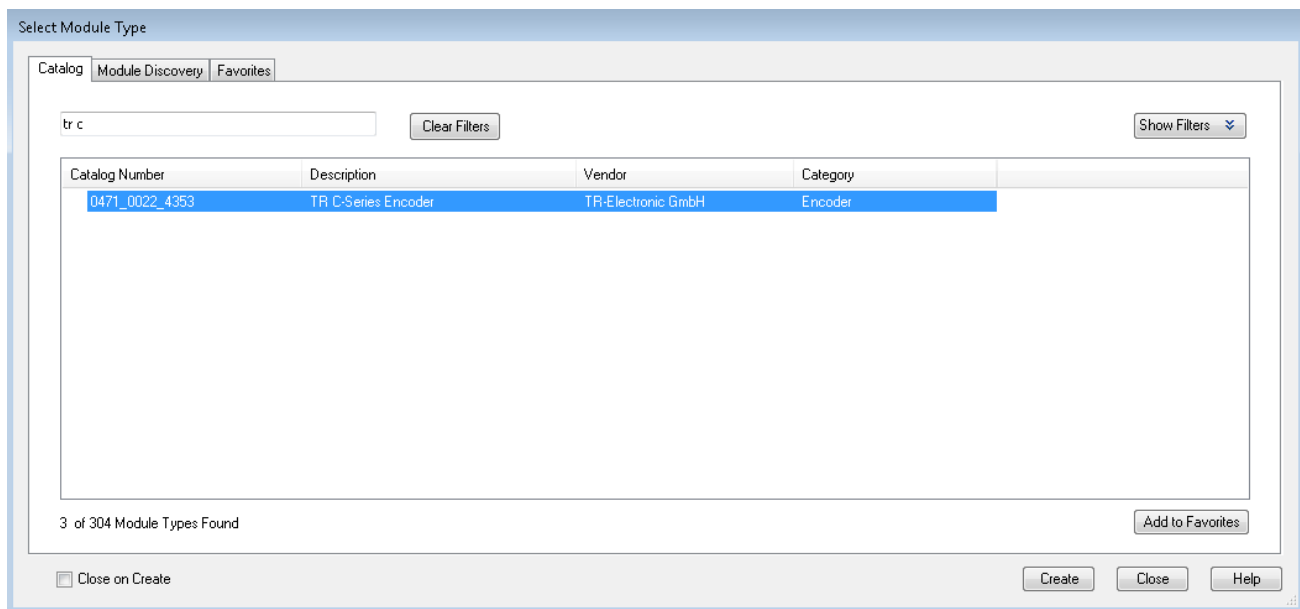 Select Module Type
Catalog Module Discovery Favorites
tr c Clear Filters Show Filters
Catalog Number Description Vendor Category
0471_0022_4353 TR C-Series Encoder TR-Electronic GmbH Encoder
3 of 304 Module Types Found Add to Favorites
Close on Create Create Close Help